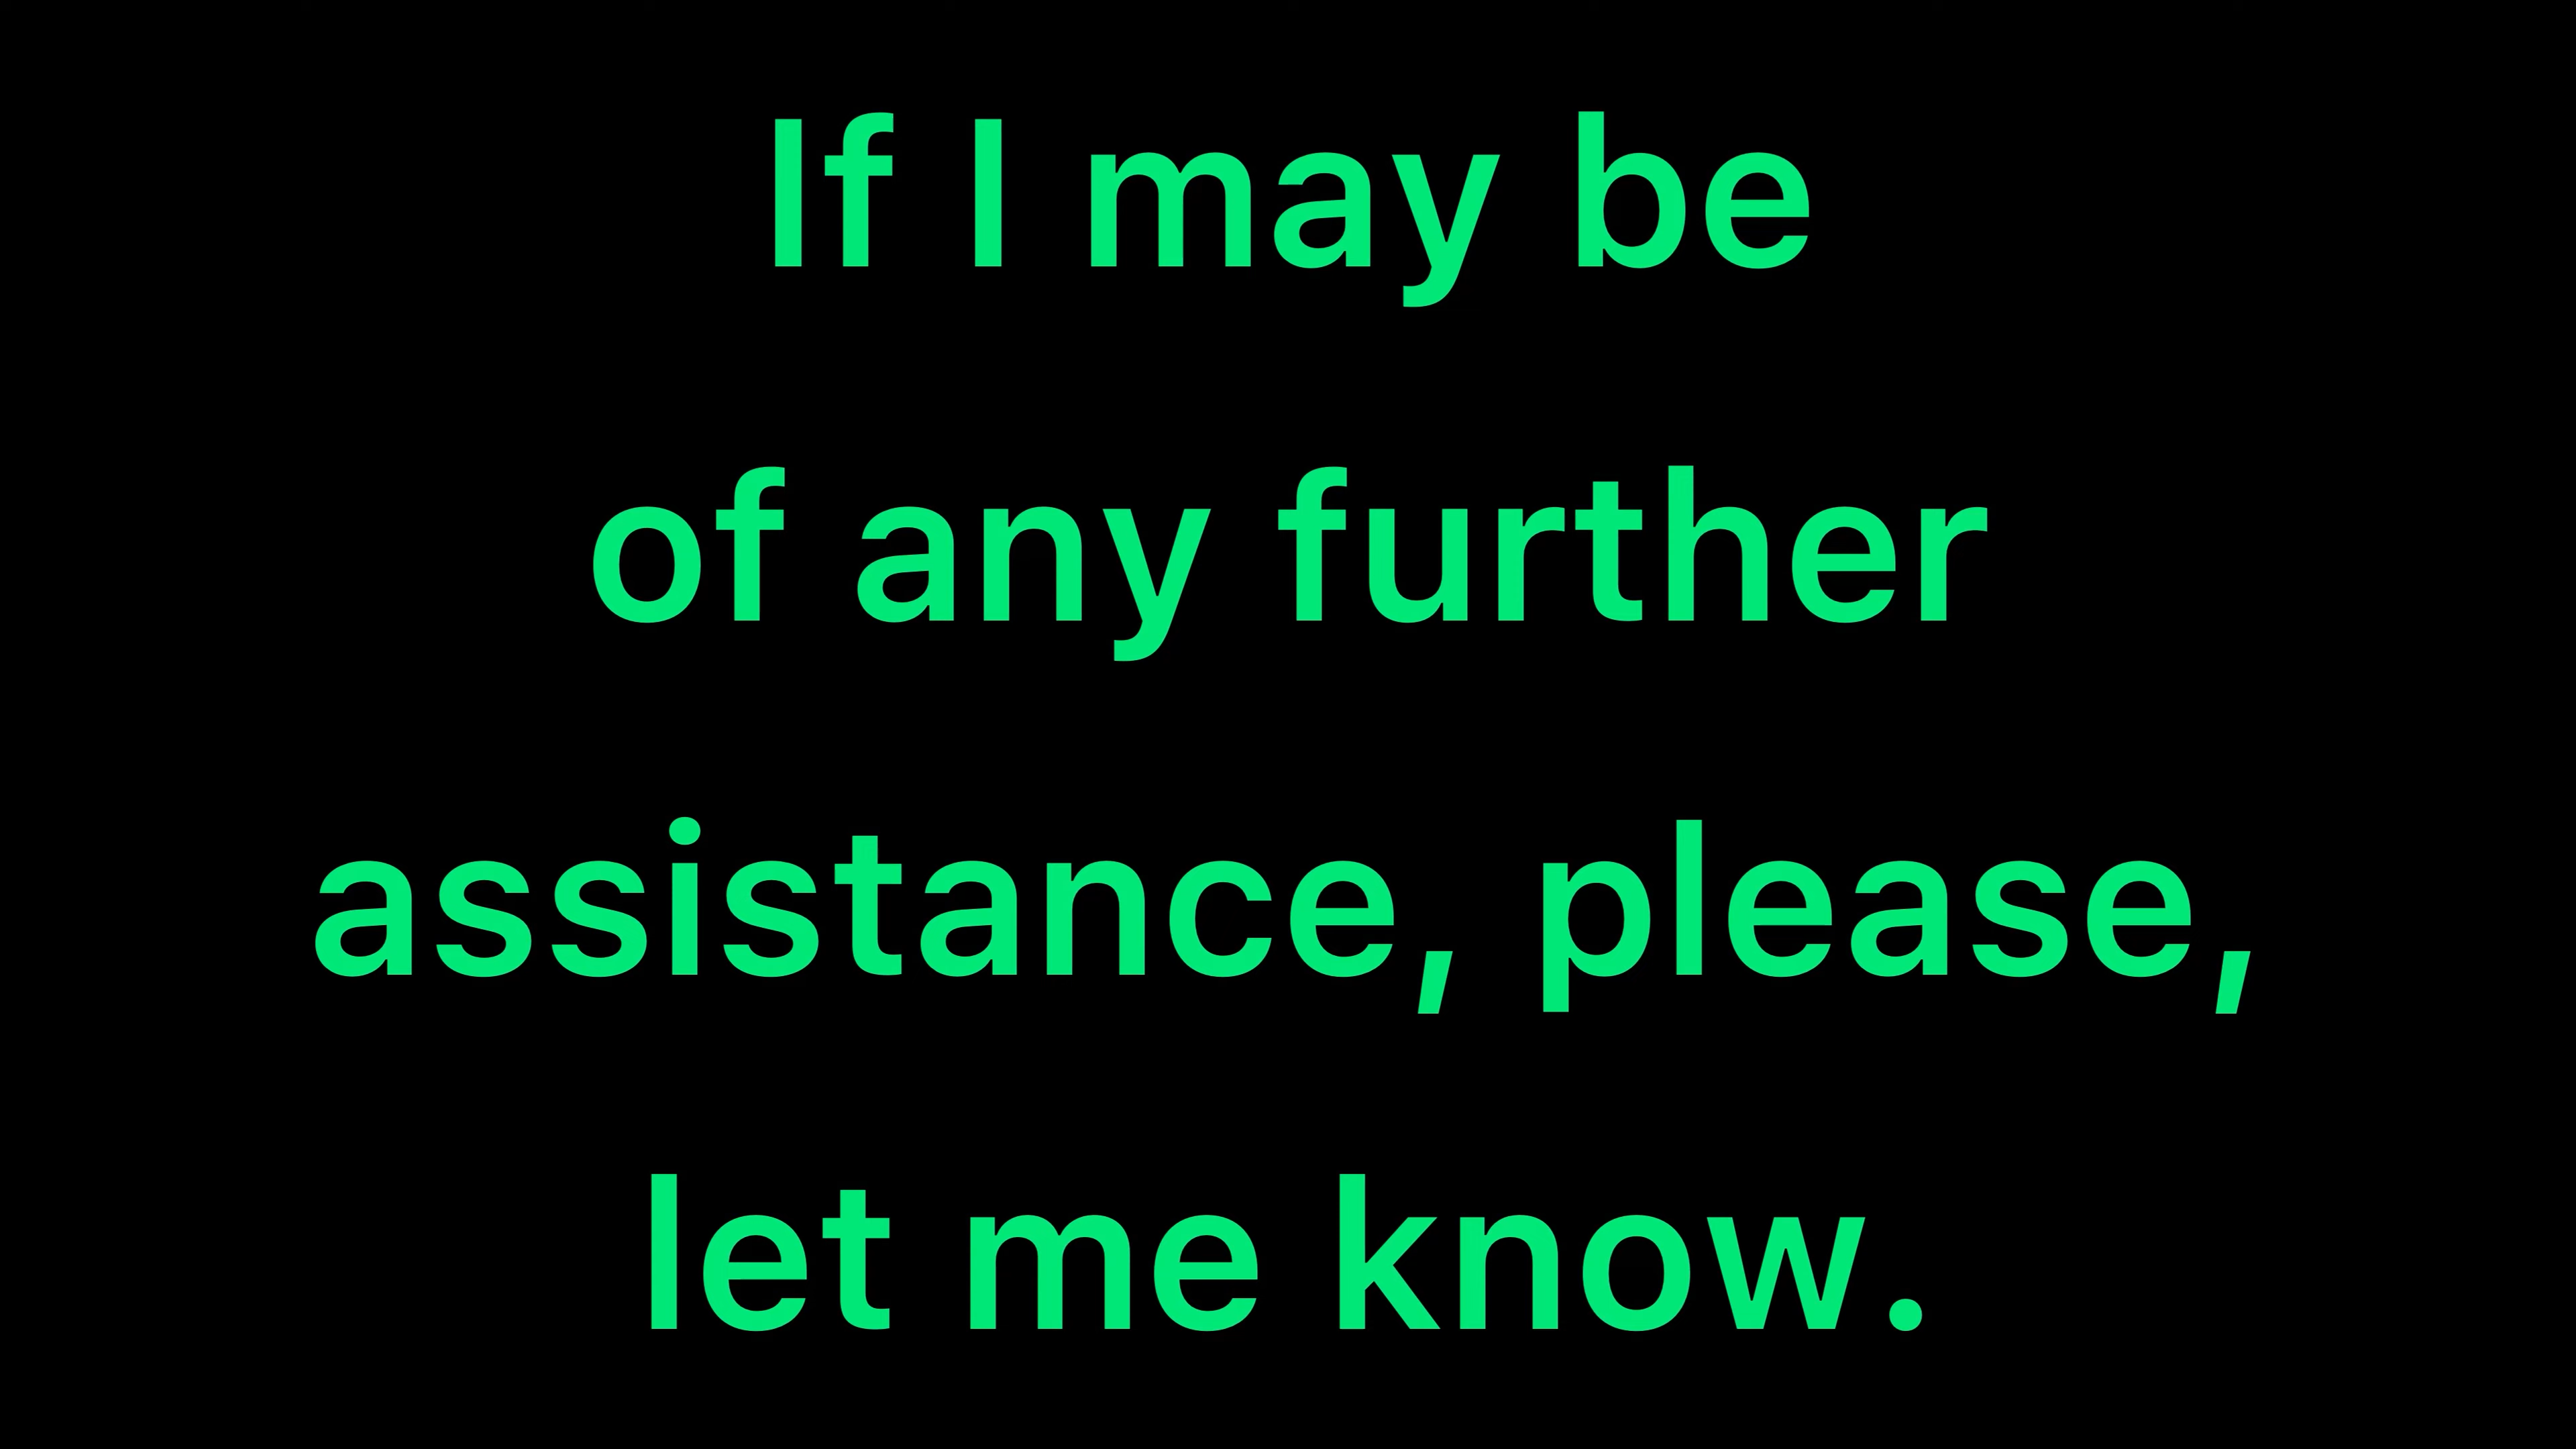 If I may be
of any further
assistance, please,
let me know.